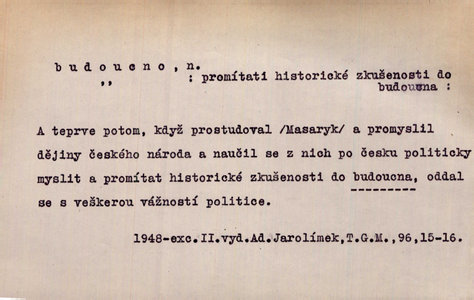 budoucno, n.
,, : promítati historické zkušenosti do
budoucna :
A teprve potom, když prostudoval /Masaryk/ a promyslil
dějiny českého národa a naučil se z nich po česku politicky
myslit a promítat historické zkušenosti do budoucna, oddal
se s veškerou vážností politice.
1948-exc.II.vyd.Ad.Jarolímek,T.G.M.,96,15-16.